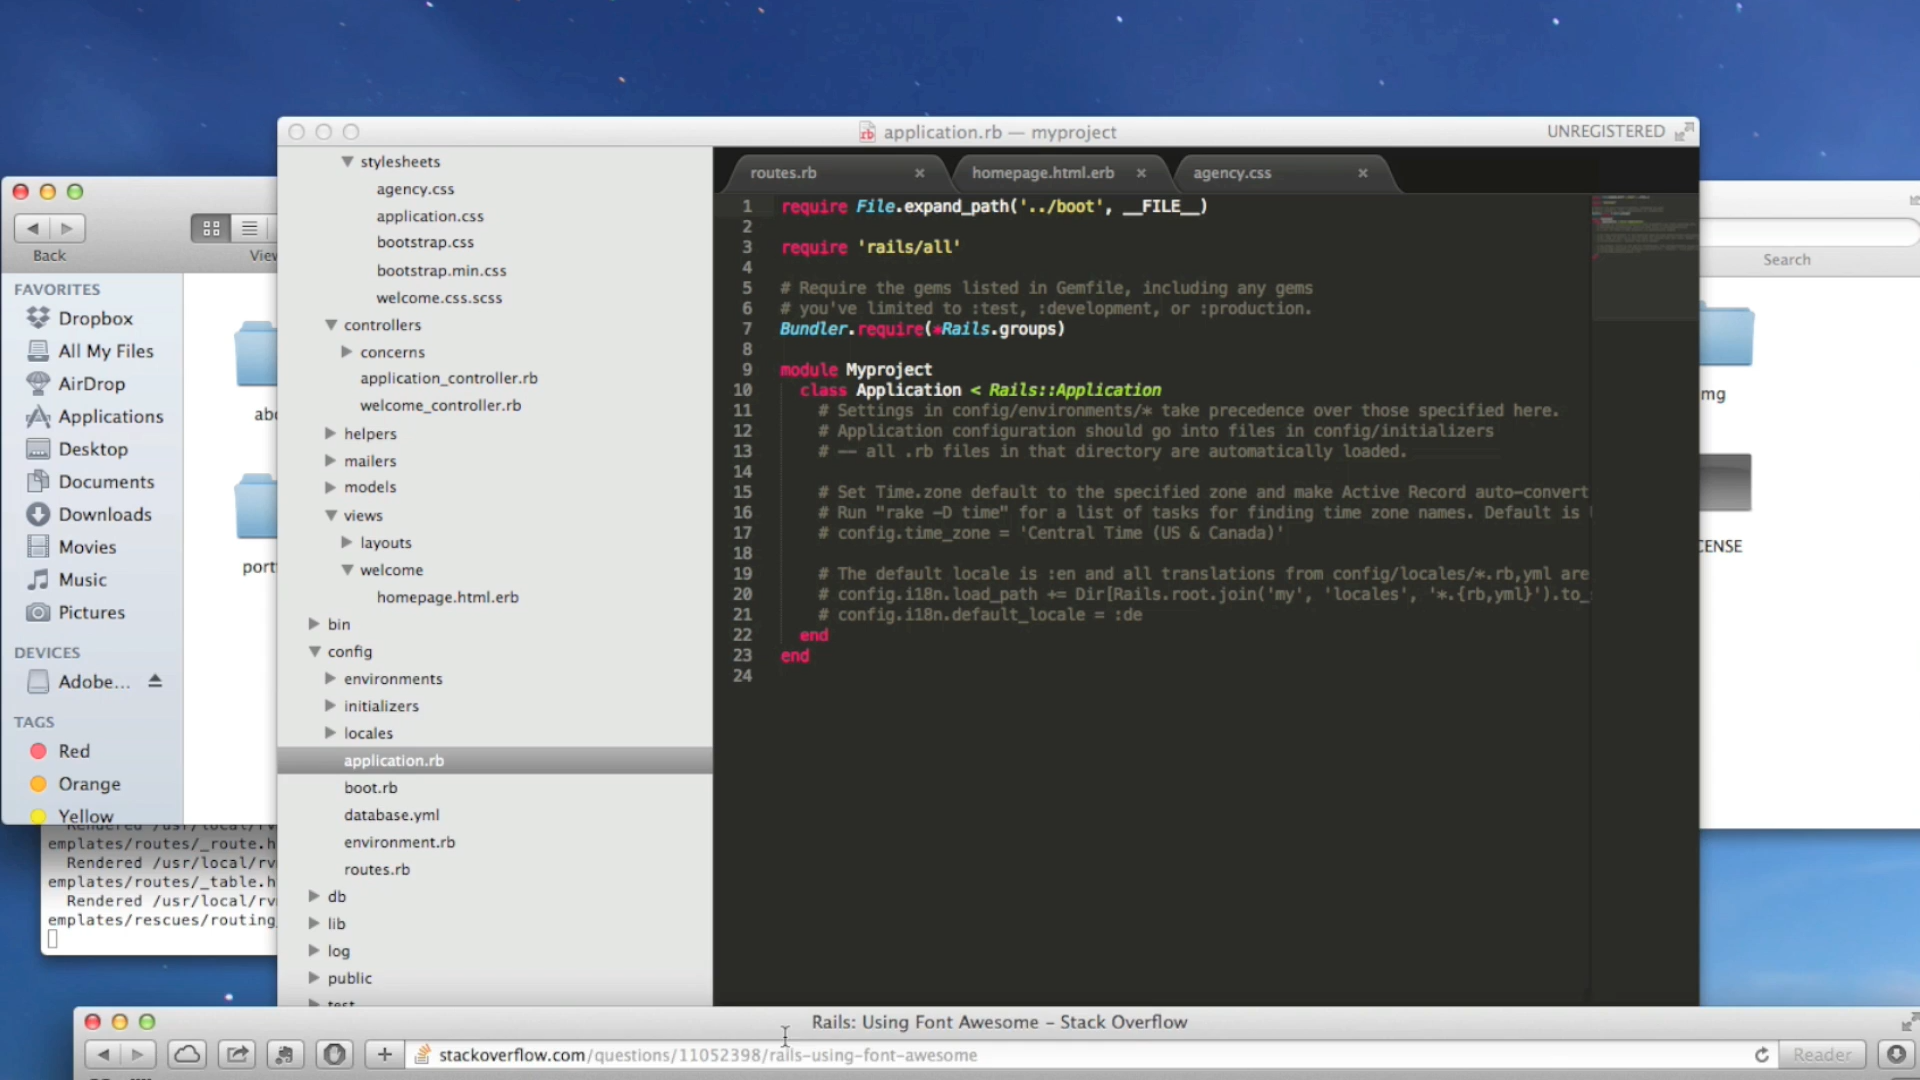 application.rb — myproject
UNREGISTERED
stylesheets
agency.css
application.css
bootstrap.css
bootstrap.min.css
welcome.css.scss
controllers
concerns
application_controller.rb
welcome_controller.rb
helpers
mailers
models
views
layouts
welcome
homepage.html.erb
bin
config
environments
initializers
locales
application.rb
boot.rb
database.yml
environment.rb
routes.rb
db
lib
log
public
test
routes.rb × homepage.html.erb × agency.css ×
1 require File.expand_path('../boot', __FILE__)
2
3 require 'rails/all'
4
5 # Require the gems listed in Gemfile, including any gems
6 # you've limited to :test, :development, or :production.
7 Bundler.require(*Rails.groups)
8
9 module Myproject
10 class Application < Rails::Application
11 # Settings in config/environments/* take precedence over those specified here.
12 # Application configuration should go into files in config/initializers
13 # -- all .rb files in that directory are automatically loaded.
14
15 # Set Time.zone default to the specified zone and make Active Record auto-convert
16 # Run "rake -D time" for a list of tasks for finding time zone names. Default is
17 # config.time_zone = 'Central Time (US & Canada)'
18
19 # The default locale is :en and all translations from config/locales/*.rb,yml are
20 # config.i18n.load_path += Dir[Rails.root.join('my', 'locales', '*.{rb,yml}').to_
21 # config.i18n.default_locale = :de
22 end
23 end
24
Back
View
FAVORITES
Dropbox
All My Files
AirDrop
Applications
Desktop
Documents
Downloads
Movies
Music
Pictures
DEVICES
Adobe...
TAGS
Red
Orange
Yellow
abo
port
Search
mg
CENSE
Rendered /usr/local/rv
emplates/routes/_route.h
Rendered /usr/local/rv
emplates/routes/_table.h
Rendered /usr/local/rv
emplates/rescues/routing
Rails: Using Font Awesome – Stack Overflow
stackoverflow.com/questions/11052398/rails-using-font-awesome
Reader